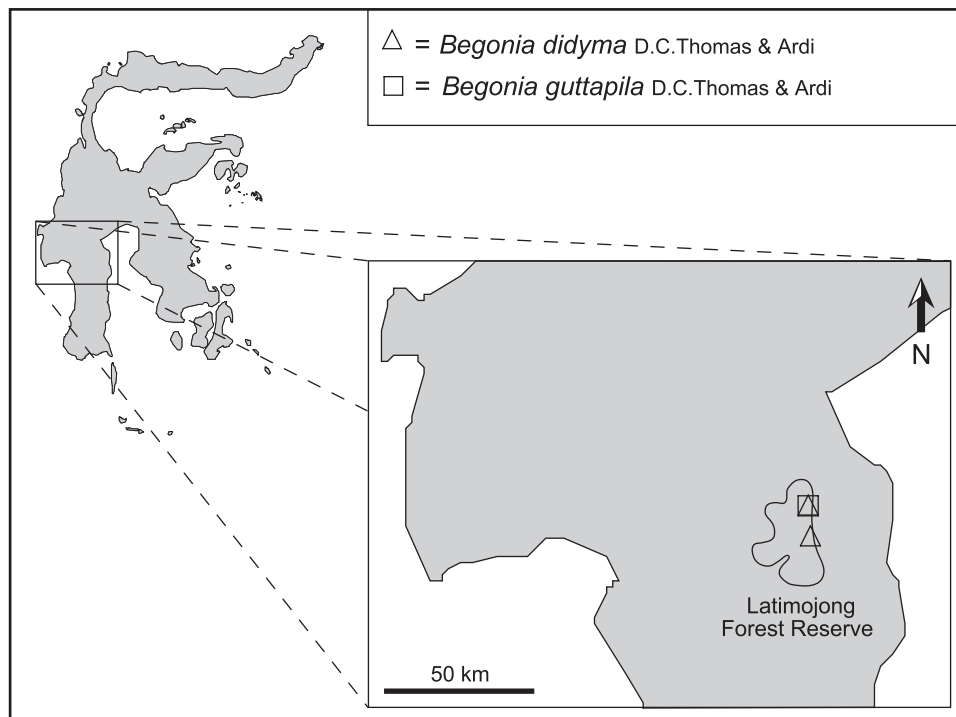 △ = Begonia didyma D.C.Thomas & Ardi
□ = Begonia guttapila D.C.Thomas & Ardi
N
Latimojong
Forest Reserve
50 km